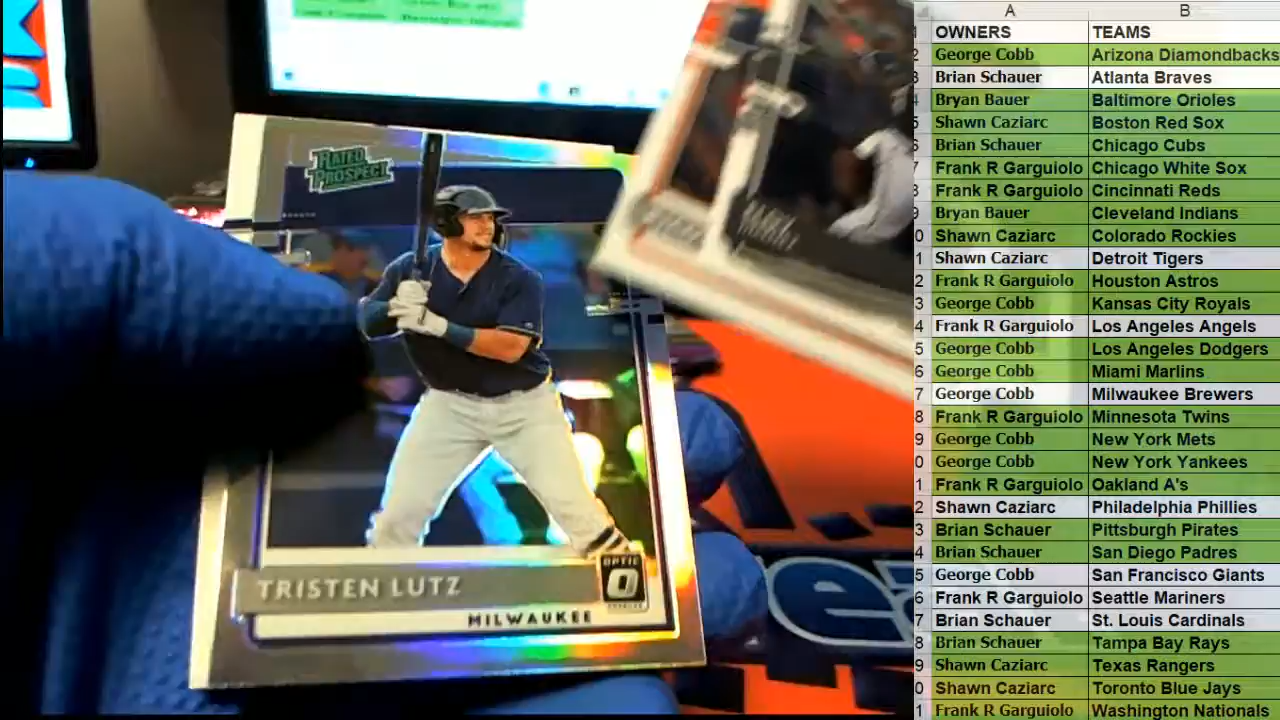 RATED
PROSPECT
TRISTEN LUTZ
OPTIC
MILWAUKEE
A B
OWNERS TEAMS
George Cobb Arizona Diamondbacks
Brian Schauer Atlanta Braves
Bryan Bauer Baltimore Orioles
Shawn Caziarc Boston Red Sox
Brian Schauer Chicago Cubs
Frank R Garguiolo Chicago White Sox
Frank R Garguiolo Cincinnati Reds
Bryan Bauer Cleveland Indians
Shawn Caziarc Colorado Rockies
Shawn Caziarc Detroit Tigers
Frank R Garguiolo Houston Astros
George Cobb Kansas City Royals
Frank R Garguiolo Los Angeles Angels
George Cobb Los Angeles Dodgers
George Cobb Miami Marlins
George Cobb Milwaukee Brewers
Frank R Garguiolo Minnesota Twins
George Cobb New York Mets
George Cobb New York Yankees
Frank R Garguiolo Oakland A's
Shawn Caziarc Philadelphia Phillies
Brian Schauer Pittsburgh Pirates
Brian Schauer San Diego Padres
George Cobb San Francisco Giants
Frank R Garguiolo Seattle Mariners
Brian Schauer St. Louis Cardinals
Brian Schauer Tampa Bay Rays
Shawn Caziarc Texas Rangers
Shawn Caziarc Toronto Blue Jays
Frank R Garguiolo Washington Nationals